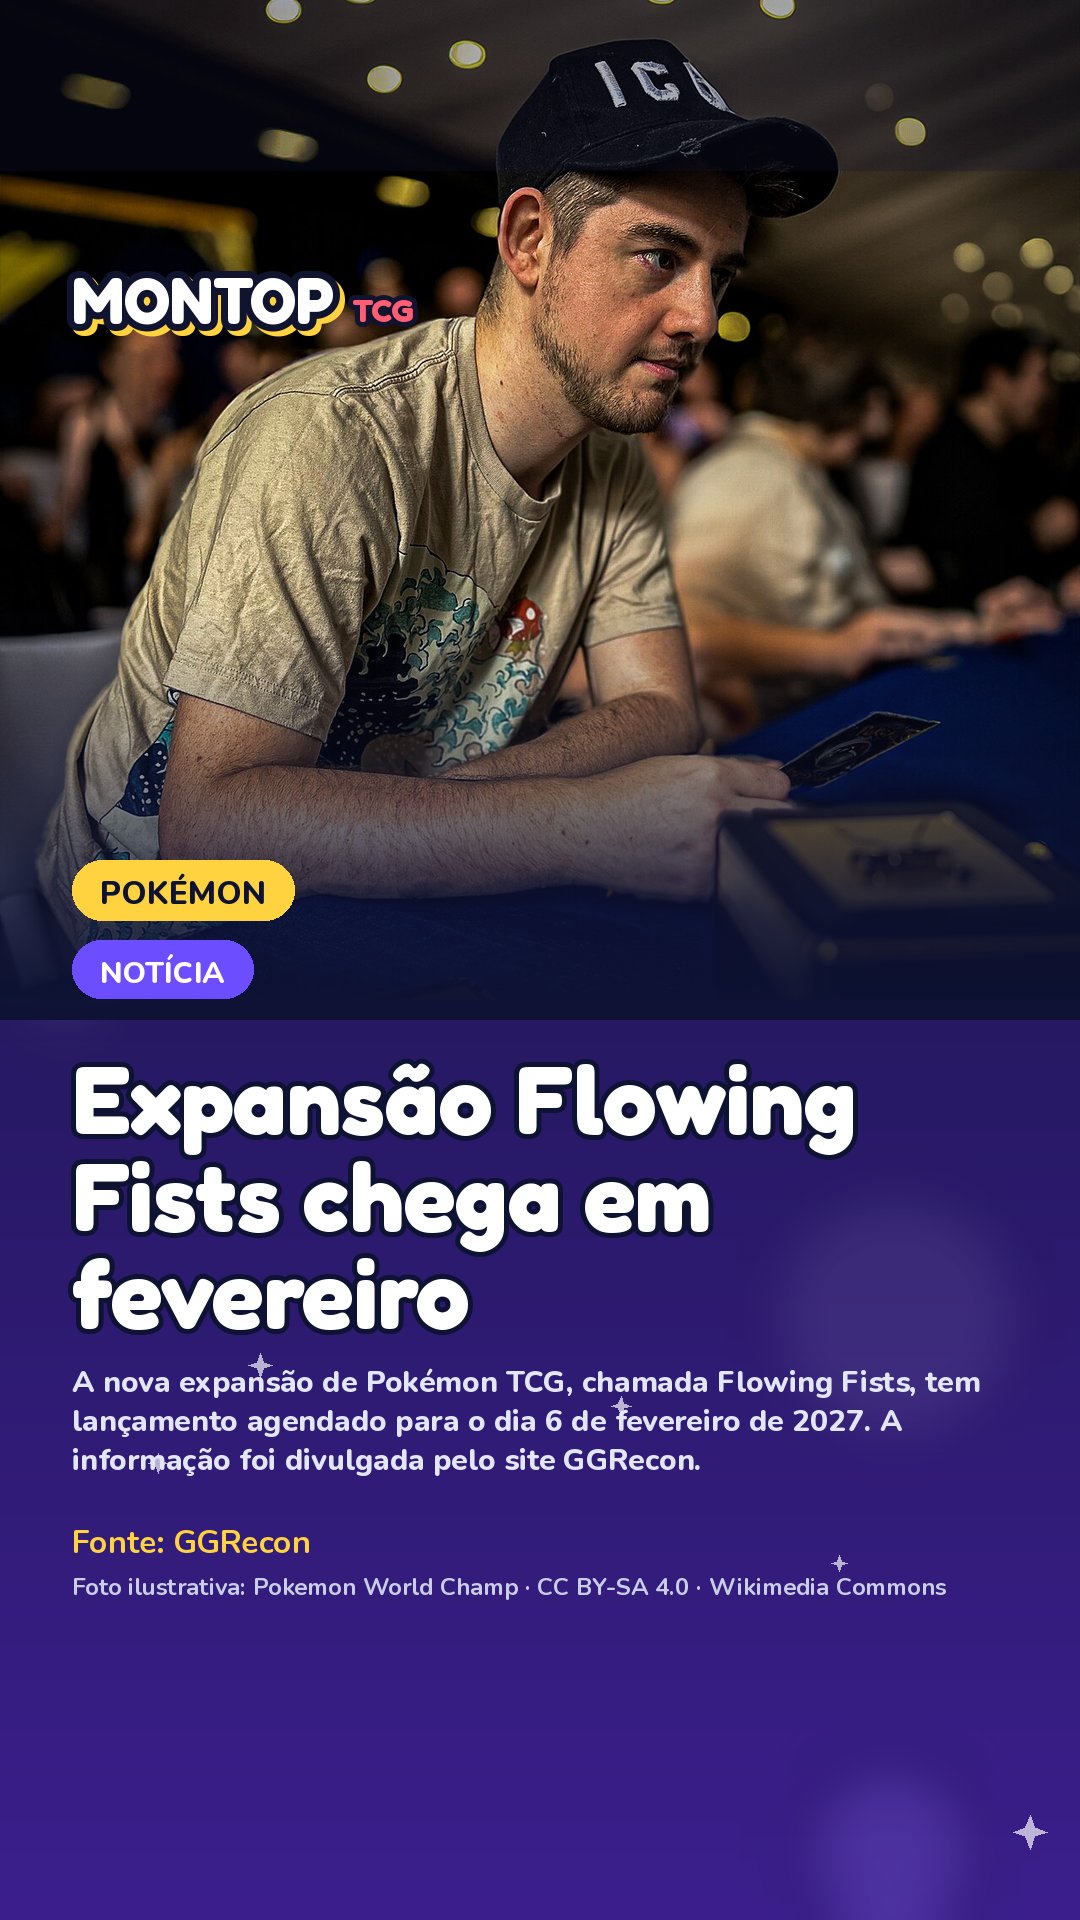 MONTOP TCG
POKÉMON
NOTÍCIA
Expansão Flowing
Fists chega em
fevereiro
A nova expansão de Pokémon TCG, chamada Flowing Fists, tem
lançamento agendado para o dia 6 de fevereiro de 2027. A
informação foi divulgada pelo site GGRecon.
Fonte: GGRecon
Foto ilustrativa: Pokemon World Champ · CC BY-SA 4.0 · Wikimedia Commons